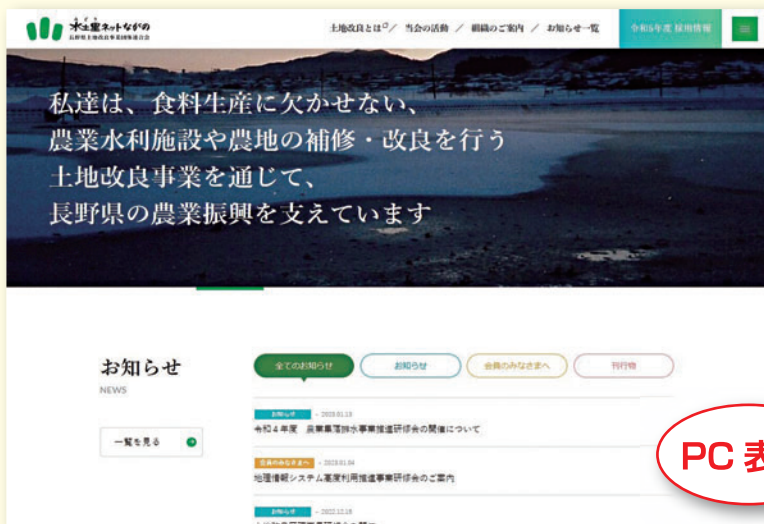 水土里ネットながの
長野県土地改良事業団体連合会
土地改良とは / 当会の活動 / 組織のご案内 / お知らせ一覧
令和5年度 採用情報
私達は、食料生産に欠かせない、
農業水利施設や農地の補修・改良を行う
土地改良事業を通じて、
長野県の農業振興を支えています
お知らせ
NEWS
一覧を見る
全てのお知らせ
お知らせ
会員のみなさまへ
刊行物
お知らせ - 2023.01.13
令和4年度 農業集落排水事業推進研修会の開催について
会員のみなさまへ - 2023.01.04
地理情報システム高度利用推進事業研修会のご案内
お知らせ - 2022.12.28
PC 表